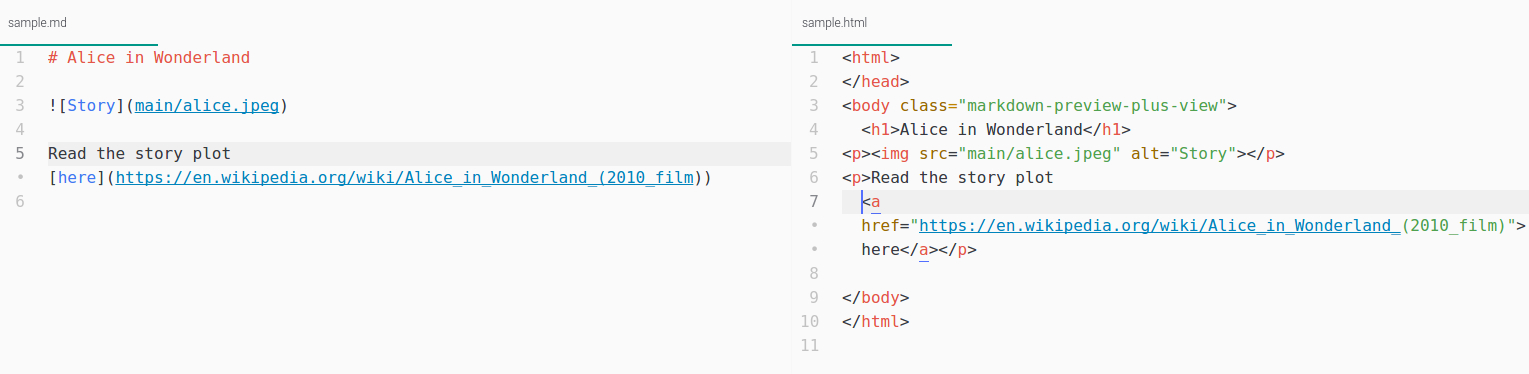 sample.md
1 # Alice in Wonderland
2
3 ![Story](main/alice.jpeg)
4
5 Read the story plot
• [here](https://en.wikipedia.org/wiki/Alice_in_Wonderland_(2010_film))
6
sample.html
1 <html>
2 </head>
3 <body class="markdown-preview-plus-view">
4   <h1>Alice in Wonderland</h1>
5 <p><img src="main/alice.jpeg" alt="Story"></p>
6 <p>Read the story plot
7   <a
•   href="https://en.wikipedia.org/wiki/Alice_in_Wonderland_(2010_film)">
•   here</a></p>
8
9 </body>
10 </html>
11